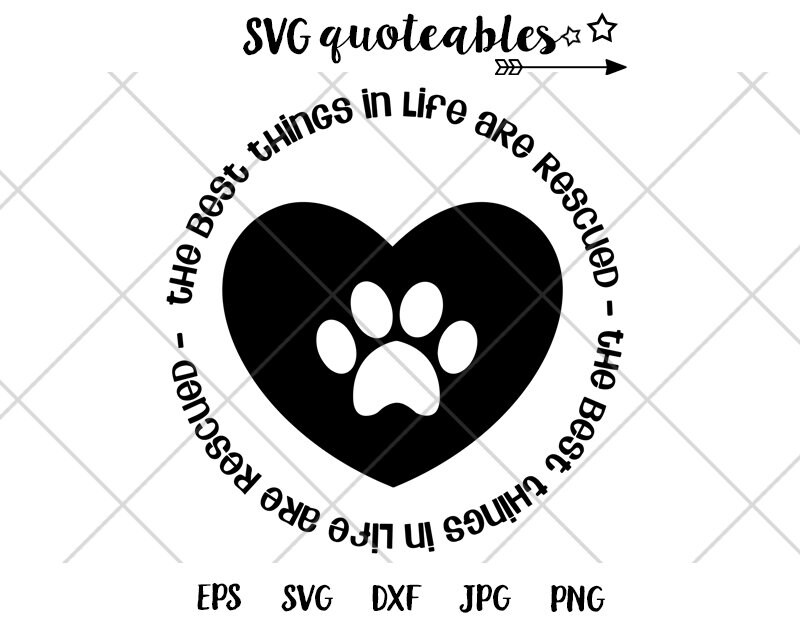 SVG quoteables
the Best things in Life are Rescued - the Best things in Life are Rescued -
EPS SVG DXF JPG PNG